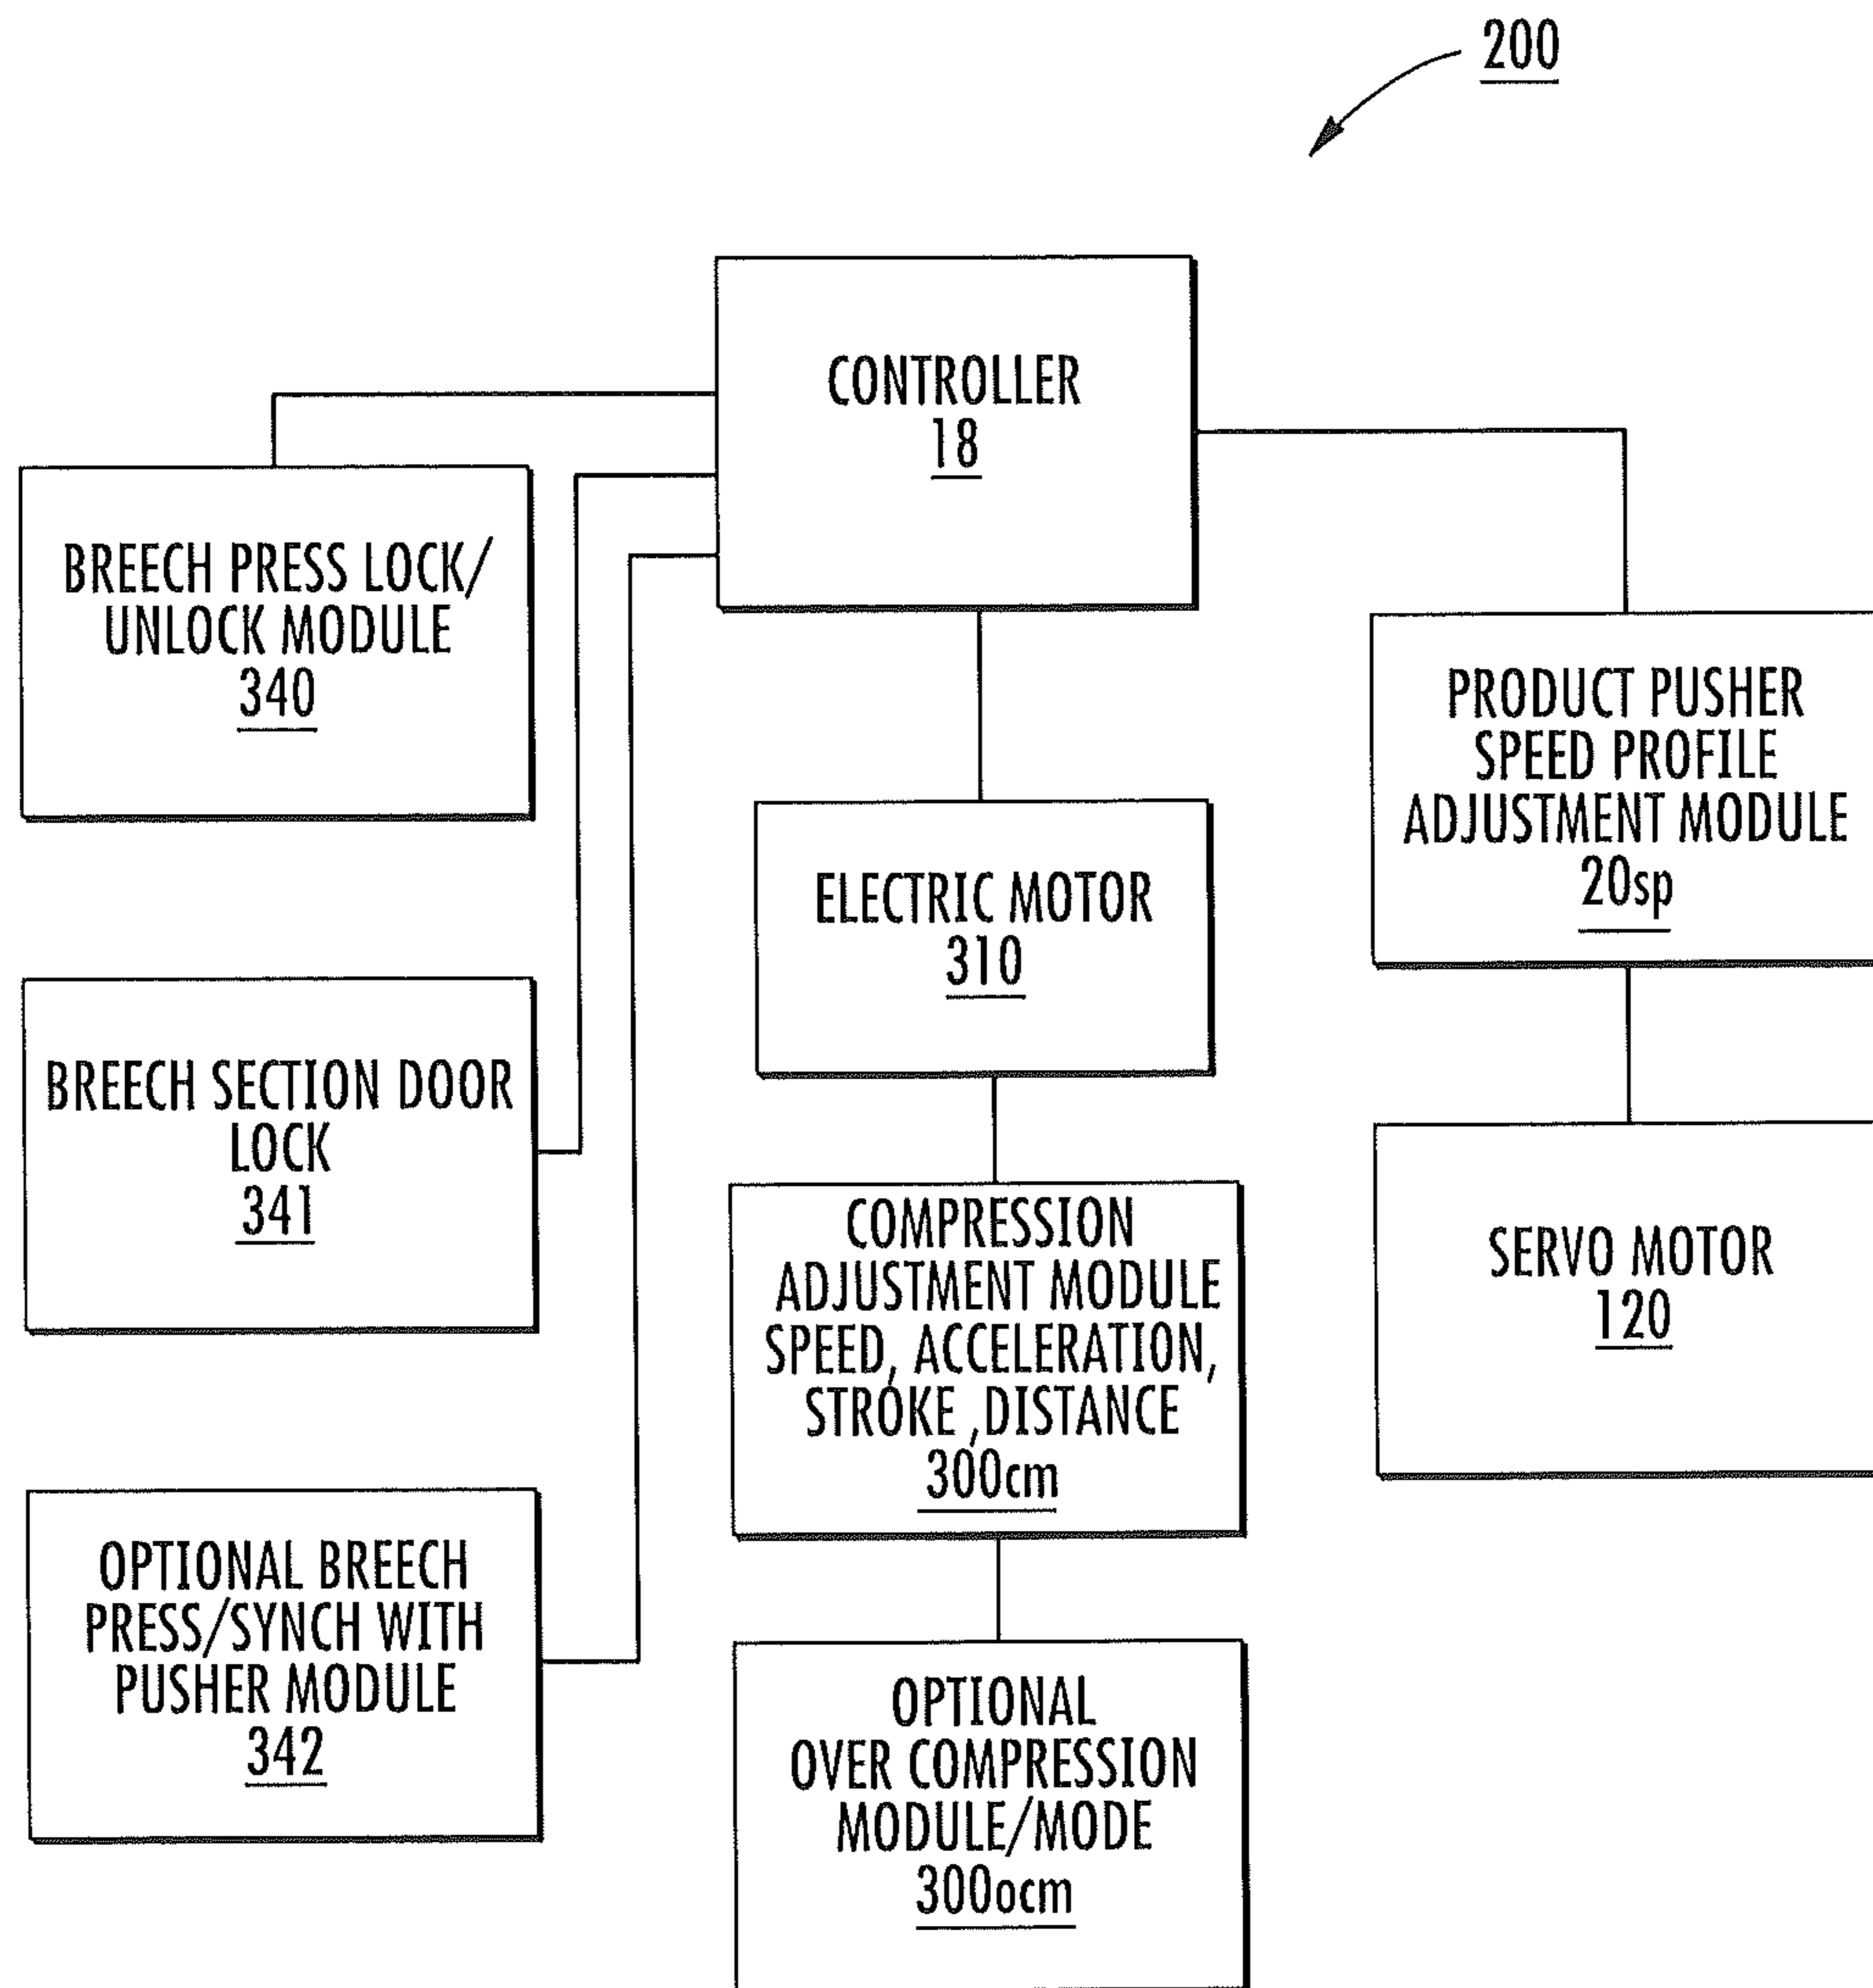 200
CONTROLLER
18
BREECH PRESS LOCK/
UNLOCK MODULE
340
BREECH SECTION DOOR
LOCK
341
OPTIONAL BREECH
PRESS/SYNCH WITH
PUSHER MODULE
342
ELECTRIC MOTOR
310
COMPRESSION
ADJUSTMENT MODULE
SPEED, ACCELERATION,
STROKE ,DISTANCE
300cm
OPTIONAL
OVER COMPRESSION
MODULE/MODE
300ocm
PRODUCT PUSHER
SPEED PROFILE
ADJUSTMENT MODULE
20sp
SERVO MOTOR
120